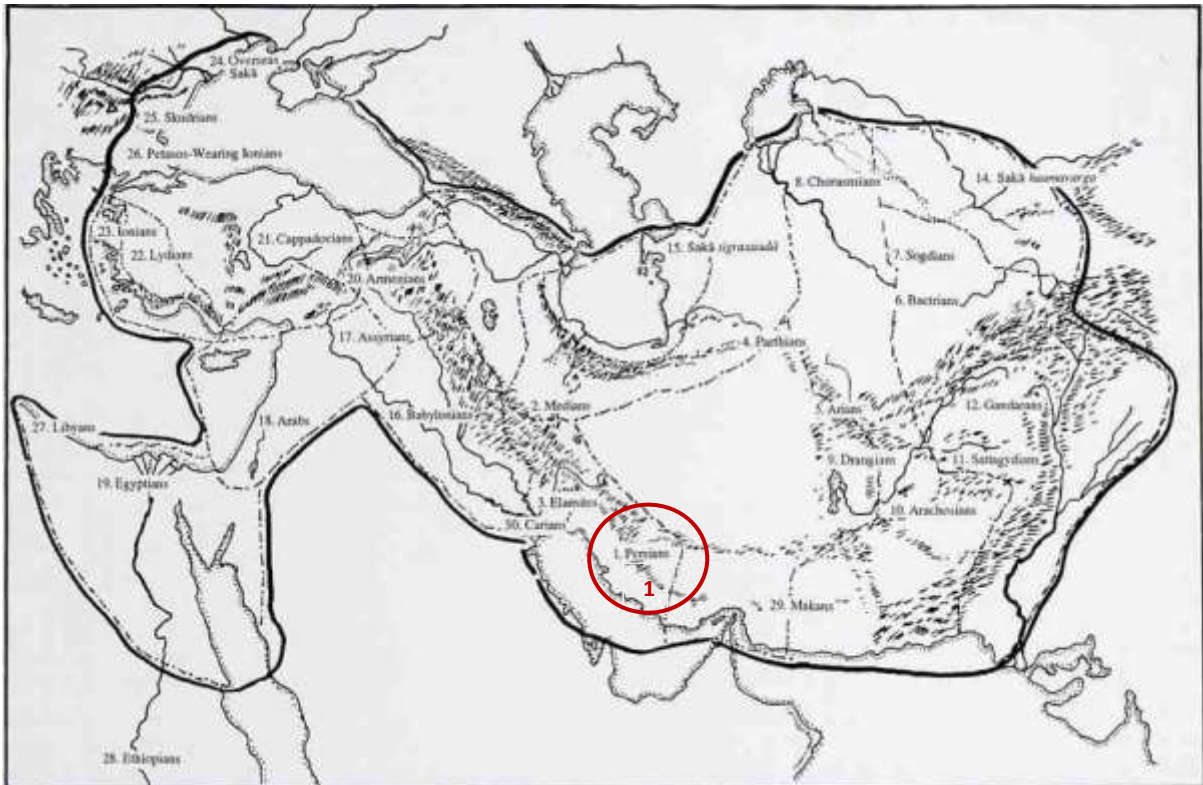 24. Overseas
Sakā
25. Skudrians
26. Petasos-Wearing Ionians
8. Chorasmians
14. Sakā haumavarga
23. Ionians
21. Cappadocians
15. Sakā tigraxaudā
22. Lydians
7. Sogdians
20. Armenians
6. Bactrians
17. Assyrians
4. Parthians
2. Medians
5. Arians
12. Gandarans
16. Babylonians
18. Arabs
27. Libyans
9. Drangians
11. Sattagydians
19. Egyptians
3. Elamites
10. Arachosians
30. Carians
1. Persians
1
29. Makans
28. Ethiopians